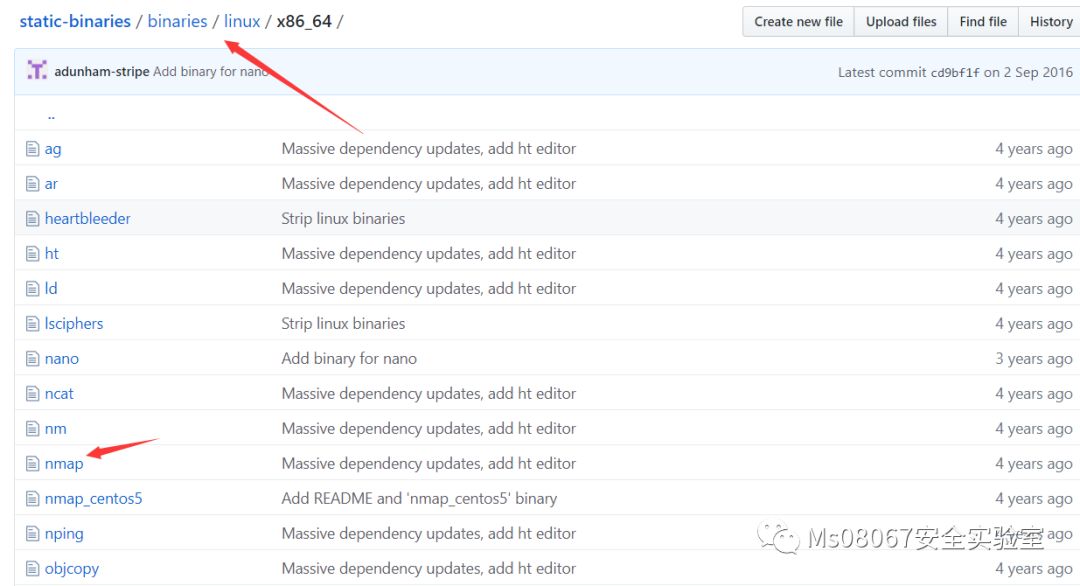 static-binaries / binaries / linux / x86_64 /
Create new file Upload files Find file History
adunham-stripe Add binary for nano
Latest commit cd9bf1f on 2 Sep 2016
..
ag Massive dependency updates, add ht editor 4 years ago
ar Massive dependency updates, add ht editor 4 years ago
heartbleeder Strip linux binaries 4 years ago
ht Massive dependency updates, add ht editor 4 years ago
ld Massive dependency updates, add ht editor 4 years ago
lsciphers Strip linux binaries 4 years ago
nano Add binary for nano 3 years ago
ncat Massive dependency updates, add ht editor 4 years ago
nm Massive dependency updates, add ht editor 4 years ago
nmap Massive dependency updates, add ht editor 4 years ago
nmap_centos5 Add README and 'nmap_centos5' binary 4 years ago
nping Massive dependency updates, add ht editor 4 years ago
Ms08067安全实验室
objcopy Massive dependency updates, add ht editor 4 years ago